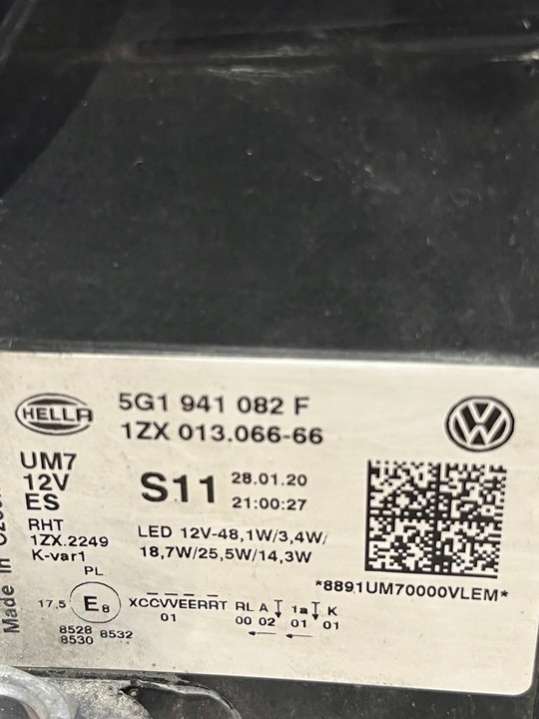 HELLA
5G1 941 082 F
1ZX 013.066-66
UM7
12V
ES
S11
28.01.20
21:00:27
RHT
1ZX.2249
K-var1
PL
LED 12V-48,1W/3,4W/
18,7W/25,5W/14,3W
*8891UM70000VLEM*
17,5 E8 XCCVVEERRT RL A 1a K
01 00 02 01 01
8528 8532
8530
Made in